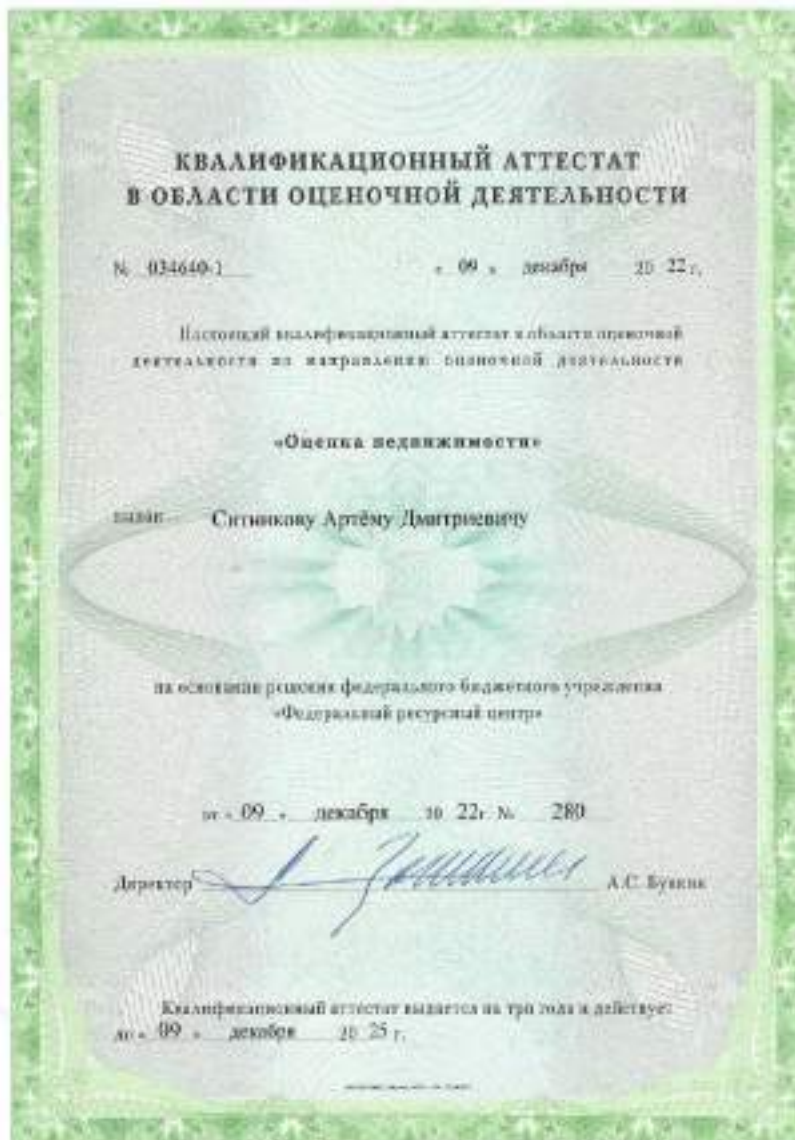 КВАЛИФИКАЦИОННЫЙ АТТЕСТАТ
В ОБЛАСТИ ОЦЕНОЧНОЙ ДЕЯТЕЛЬНОСТИ
№ 034640-1 « 09 » декабря 20 22 г.
Настоящий квалификационный аттестат в области оценочной
деятельности по направлению оценочной деятельности
«Оценка недвижимости»
выдан Ситникову Артёму Дмитриевичу
на основании решения федерального бюджетного учреждения
«Федеральный ресурсный центр»
от « 09 » декабря 20 22г № 280
Директор А.С. Бункин
Квалификационный аттестат выдается на три года и действует
до « 09 » декабря 20 25 г.